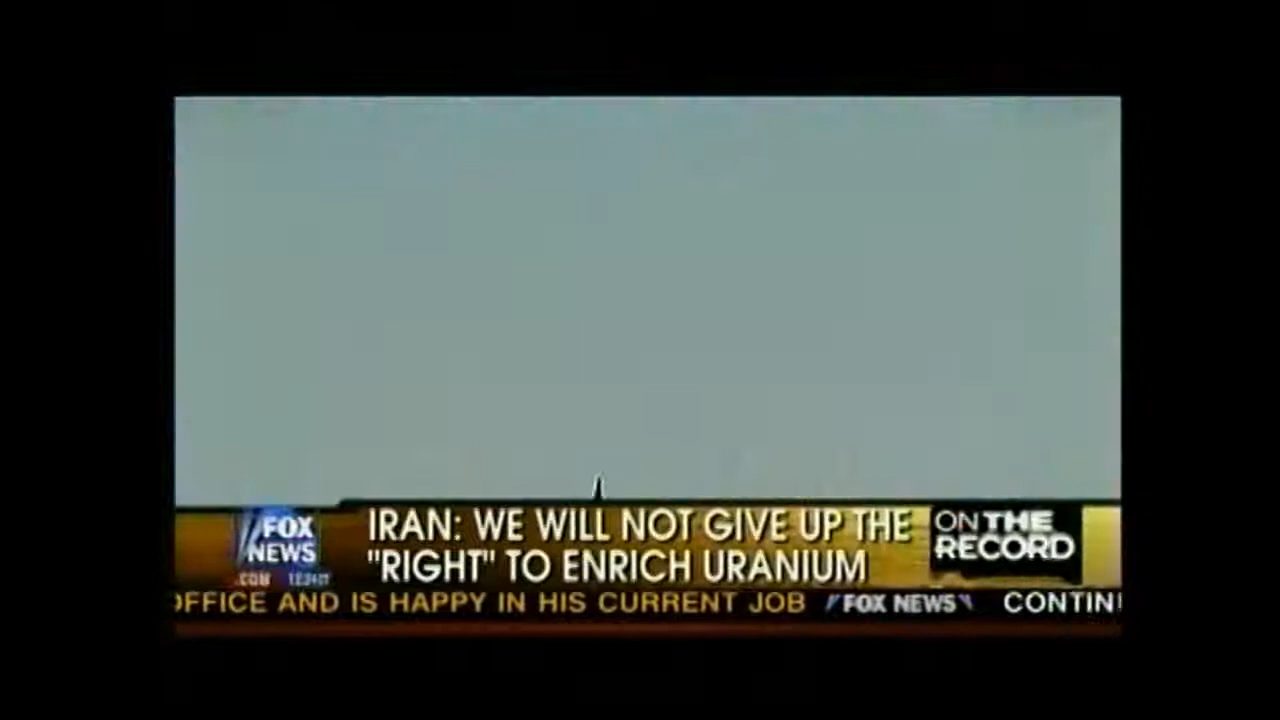 IRAN: WE WILL NOT GIVE UP THE
"RIGHT" TO ENRICH URANIUM
FOX
NEWS
.COM
ON THE
RECORD
OFFICE AND IS HAPPY IN HIS CURRENT JOB FOX NEWS CONTIN